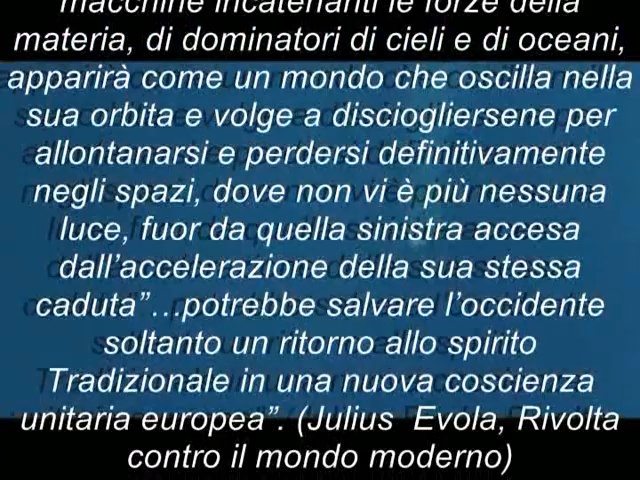 macchine incatenanti le forze della
materia, di dominatori di cieli e di oceani,
apparirà come un mondo che oscilla nella
sua orbita e volge a disciogliersene per
allontanarsi e perdersi definitivamente
negli spazi, dove non vi è più nessuna
luce, fuor da quella sinistra accesa
dall’accelerazione della sua stessa
caduta”…potrebbe salvare l’occidente
soltanto un ritorno allo spirito
Tradizionale in una nuova coscienza
unitaria europea”. (Julius Evola, Rivolta
contro il mondo moderno)